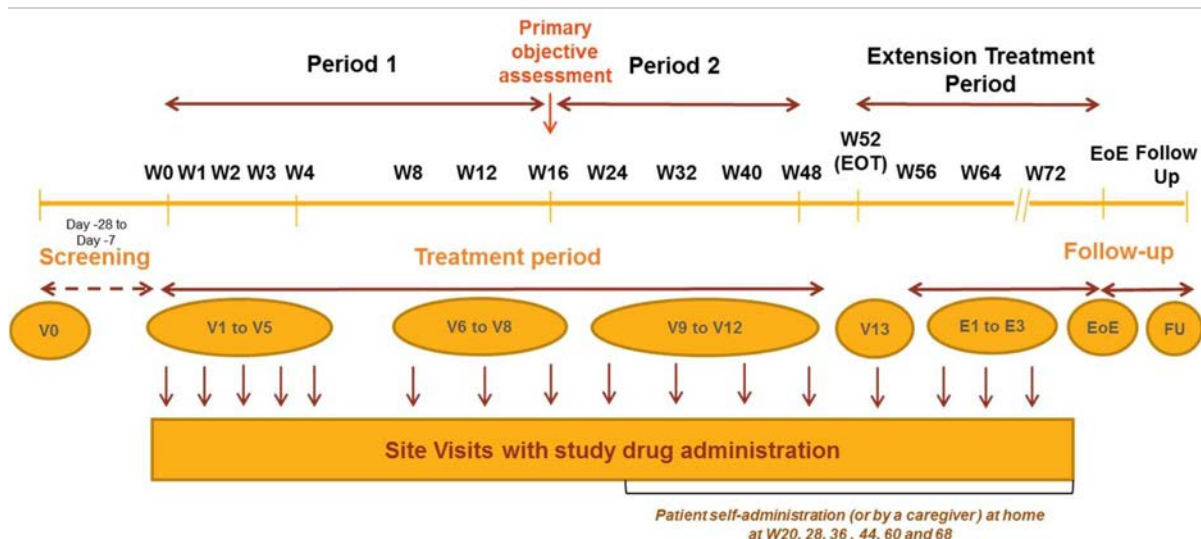 Primary
objective
assessment
Period 1
Period 2
Extension Treatment
Period
W0 W1 W2 W3 W4 W8 W12 W16 W24 W32 W40 W48 W52
(EOT) W56 W64 W72 EoE Follow
Up
Day -28 to
Day -7
Screening
Treatment period
Follow-up
V0 V1 to V5 V6 to V8 V9 to V12 V13 E1 to E3 EoE FU
Site Visits with study drug administration
Patient self-administration (or by a caregiver) at home
at W20, 28, 36 , 44, 60 and 68